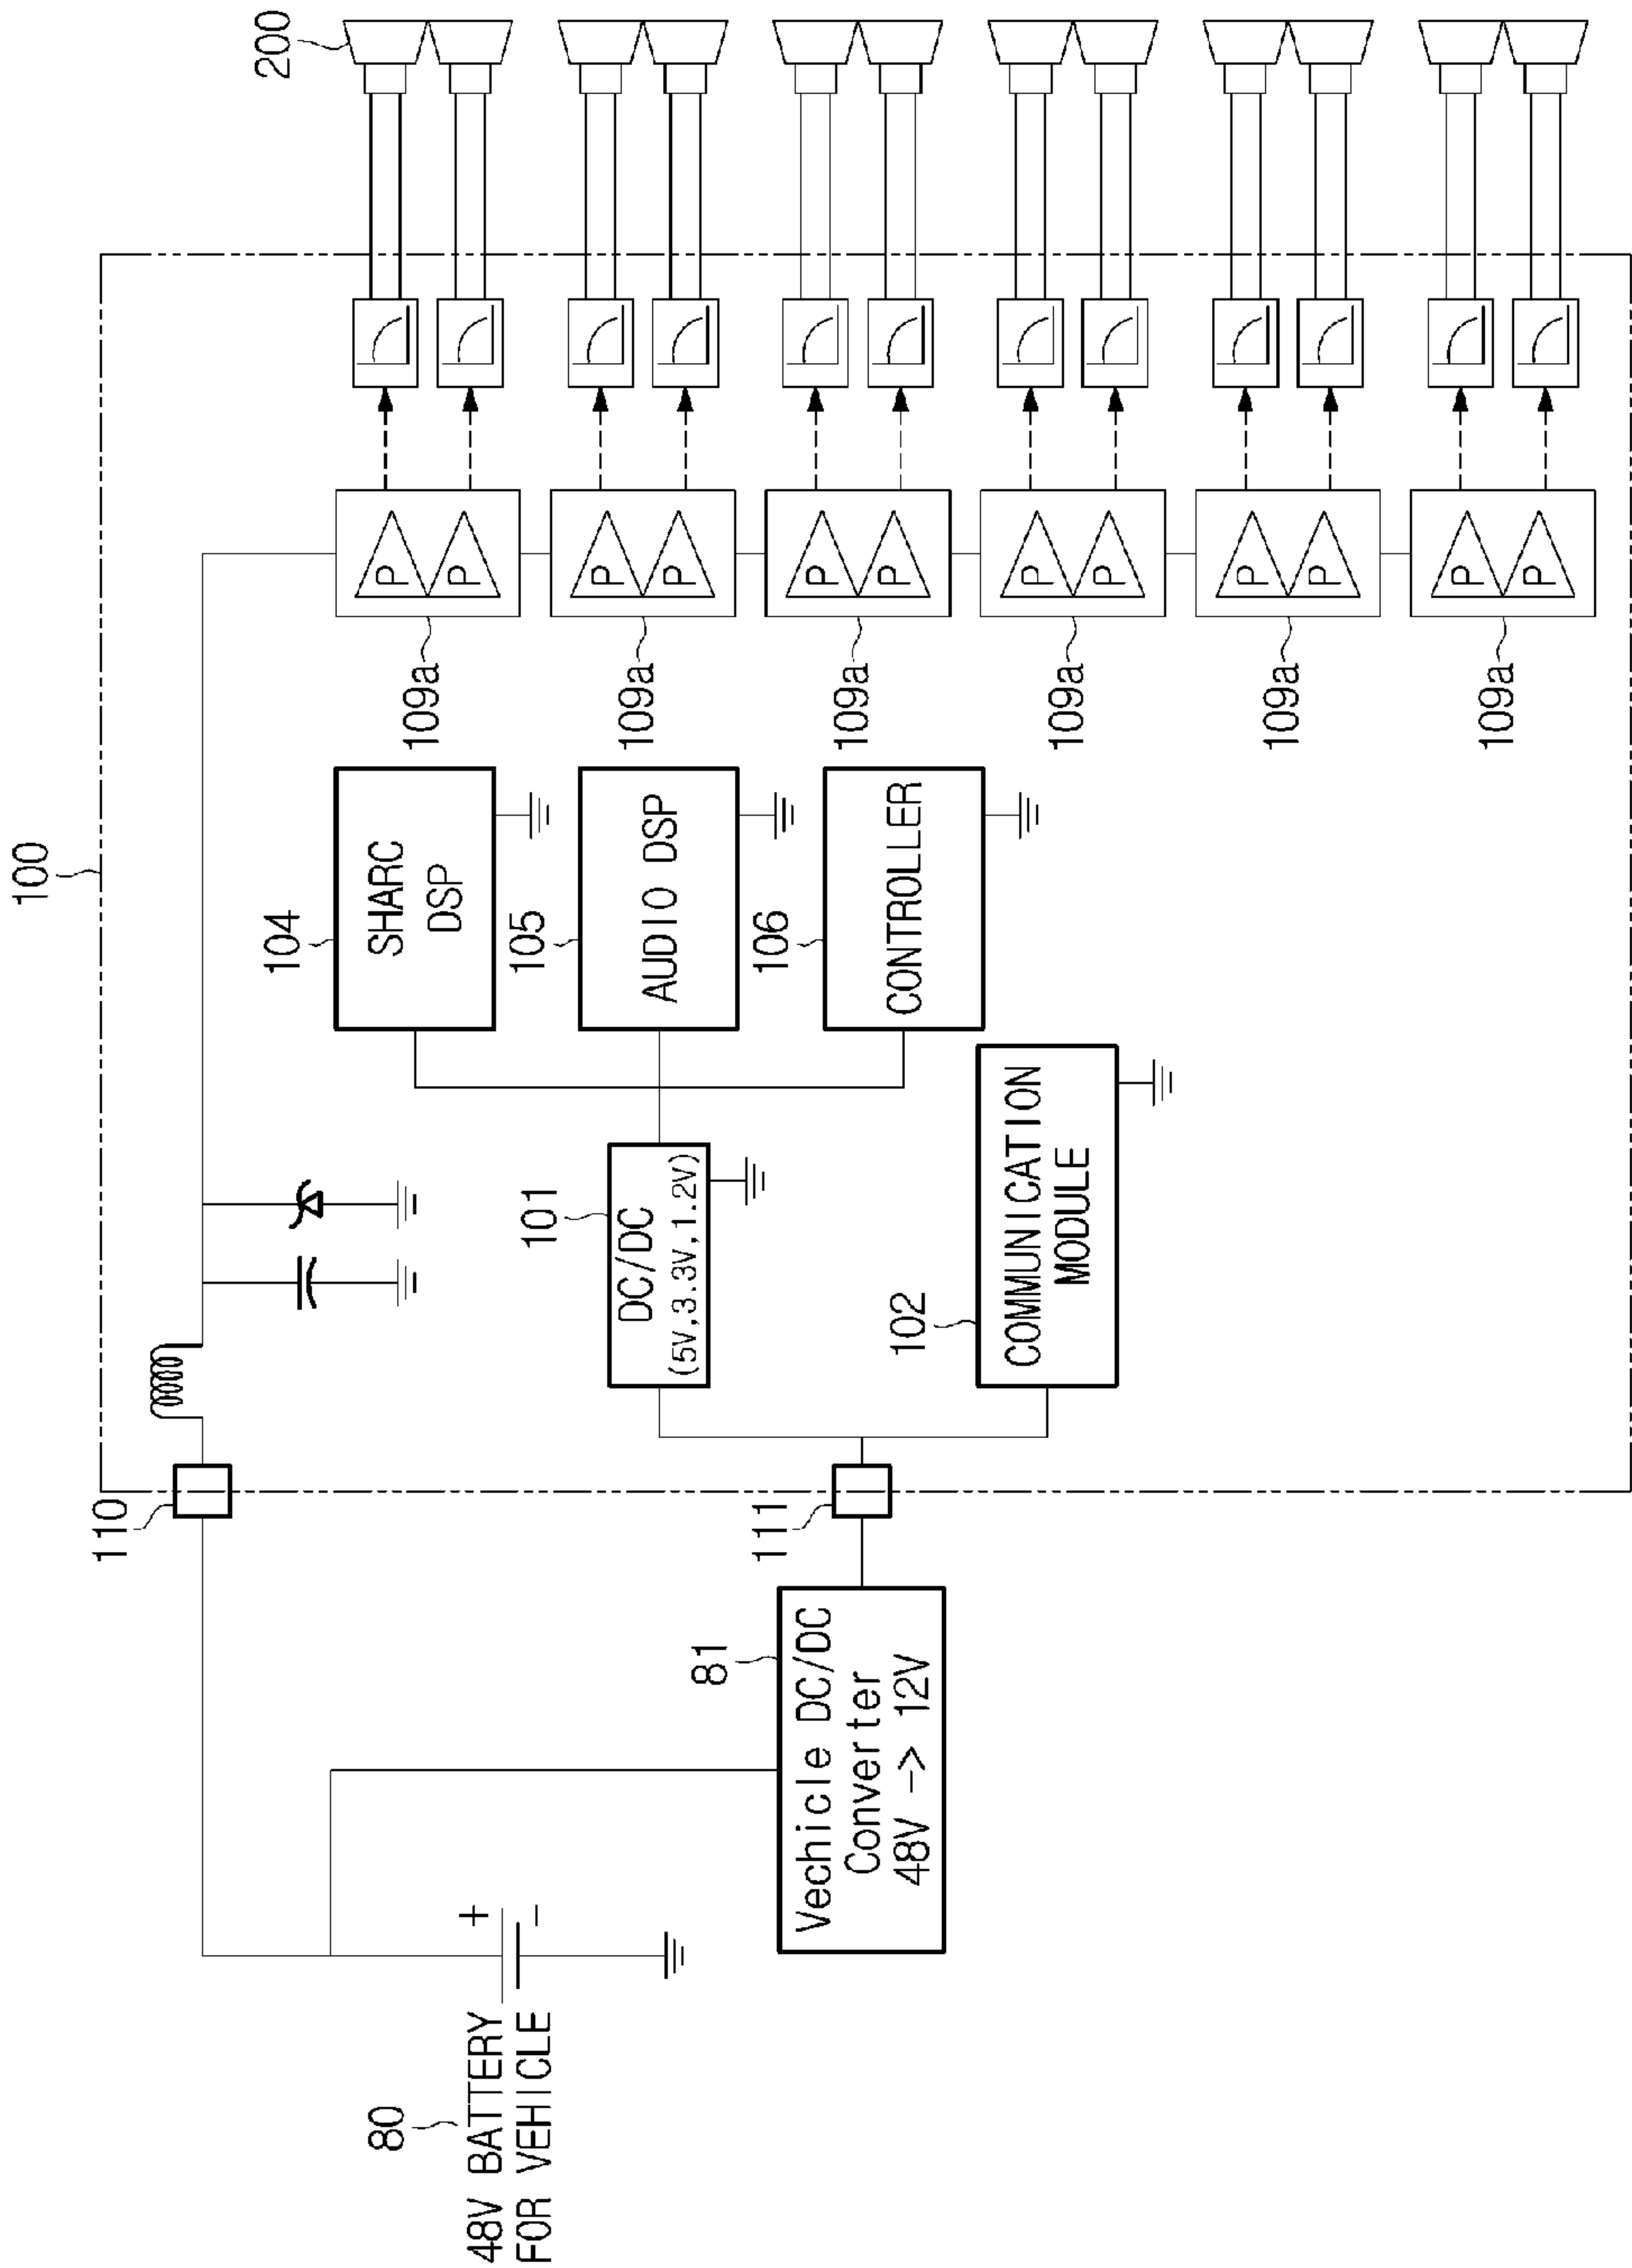 100
200
110
104
SHARC
DSP
109a
P
P
105
AUDIO DSP
109a
P
P
106
CONTROLLER
109a
P
P
109a
P
P
109a
P
P
109a
P
P
101
DC/DC
(5V,3.3V,1.2V)
102
COMMUNICATION
MODULE
111
81
Vechicle DC/DC
Converter
48V -> 12V
80
48V BATTERY
FOR VEHICLE
+
−